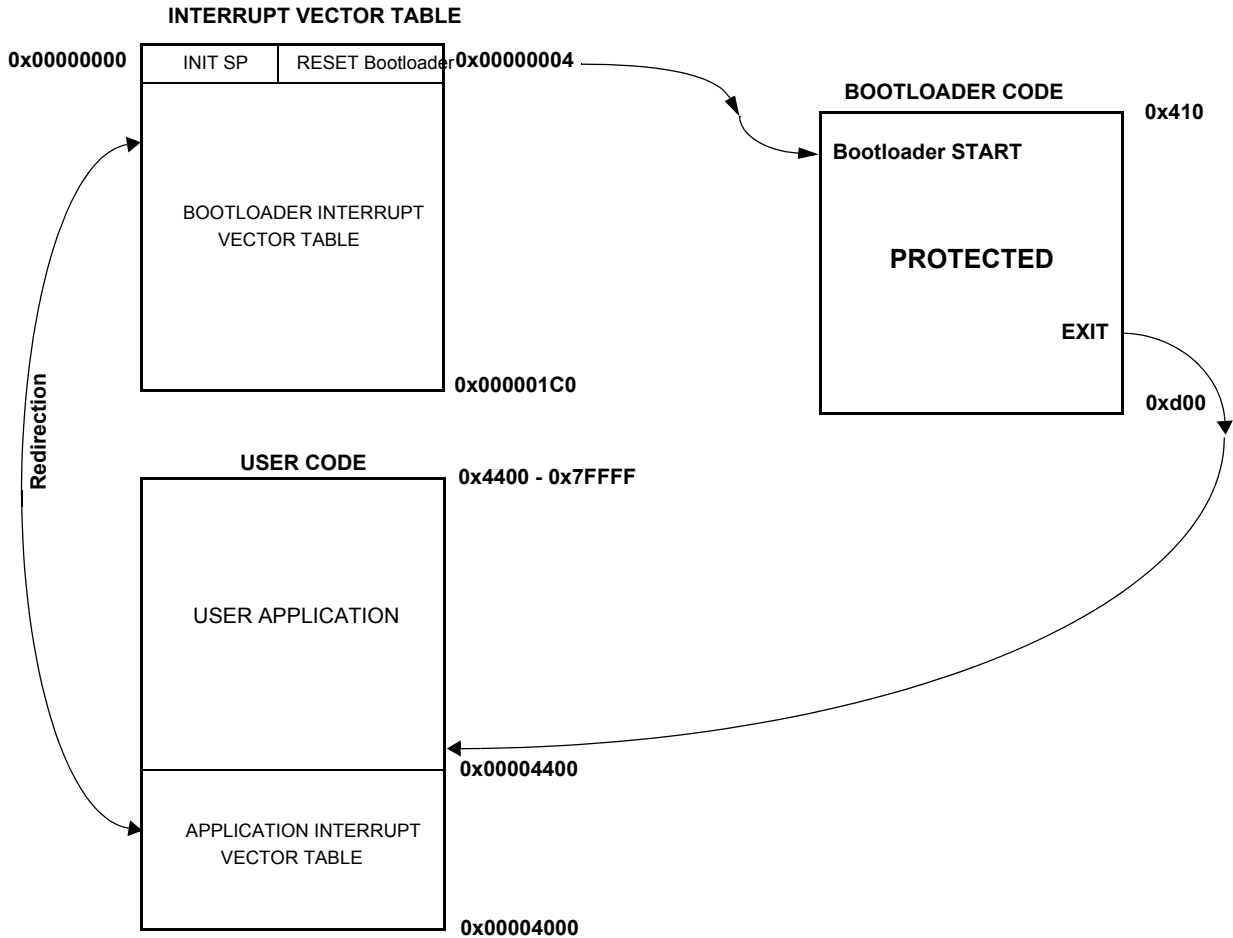 INTERRUPT VECTOR TABLE
0x00000000
INIT SP
RESET Bootloader
0x00000004
BOOTLOADER INTERRUPT
VECTOR TABLE
0x000001C0
BOOTLOADER CODE
0x410
Bootloader START
PROTECTED
EXIT
0xd00
Redirection
USER CODE
0x4400 - 0x7FFFF
USER APPLICATION
0x00004400
APPLICATION INTERRUPT
VECTOR TABLE
0x00004000